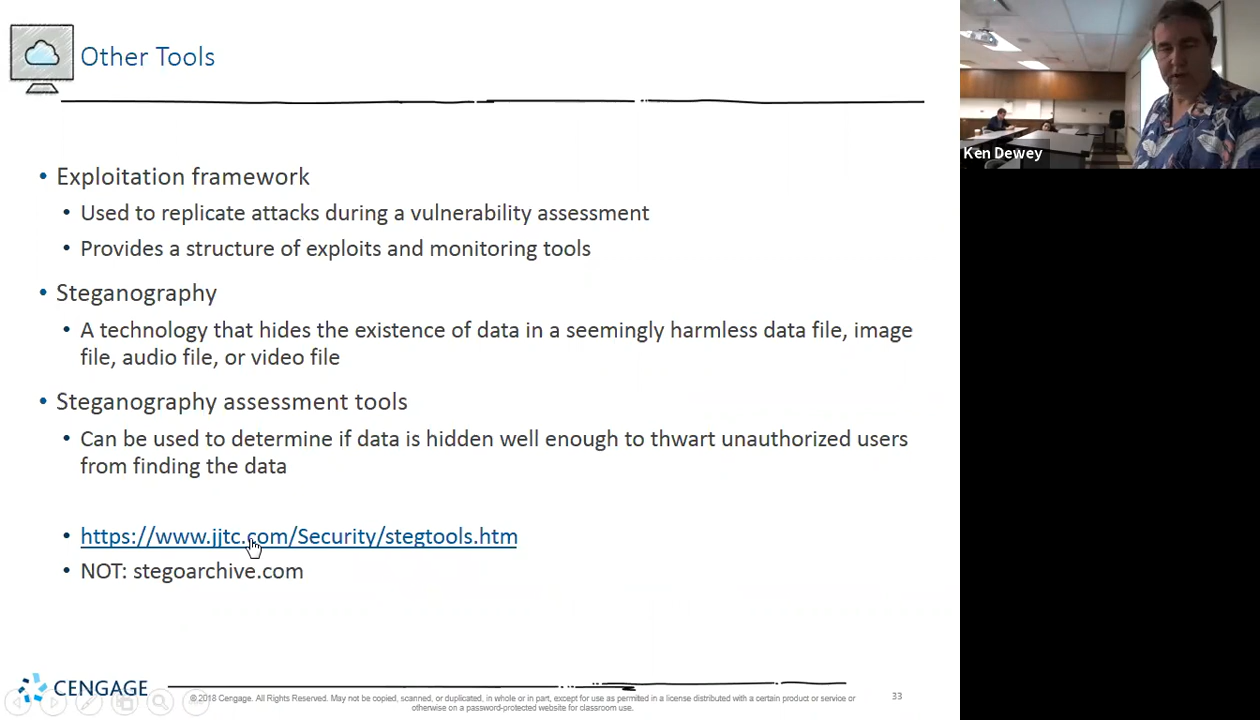 Other Tools
Ken Dewey
• Exploitation framework
• Used to replicate attacks during a vulnerability assessment
• Provides a structure of exploits and monitoring tools
• Steganography
• A technology that hides the existence of data in a seemingly harmless data file, image
file, audio file, or video file
• Steganography assessment tools
• Can be used to determine if data is hidden well enough to thwart unauthorized users
from finding the data
• https://www.jjtc.com/Security/stegtools.htm
• NOT: stegoarchive.com
CENGAGE
© 2018 Cengage. All Rights Reserved. May not be copied, scanned, or duplicated, in whole or in part, except for use as permitted in a license distributed with a certain product or service or
otherwise on a password-protected website for classroom use.
33